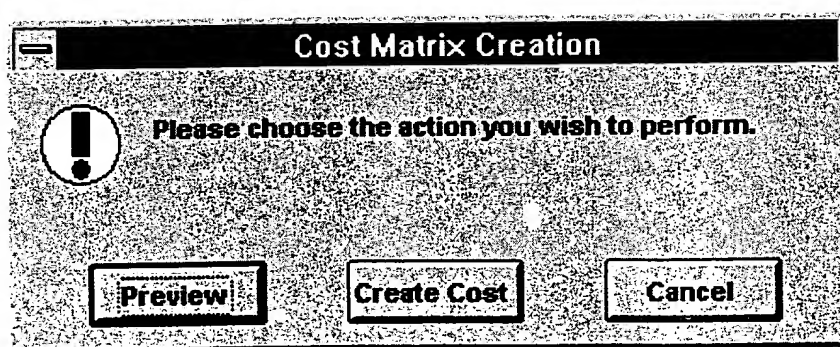 Cost Matrix Creation
Please choose the action you wish to perform.
Preview Create Cost Cancel